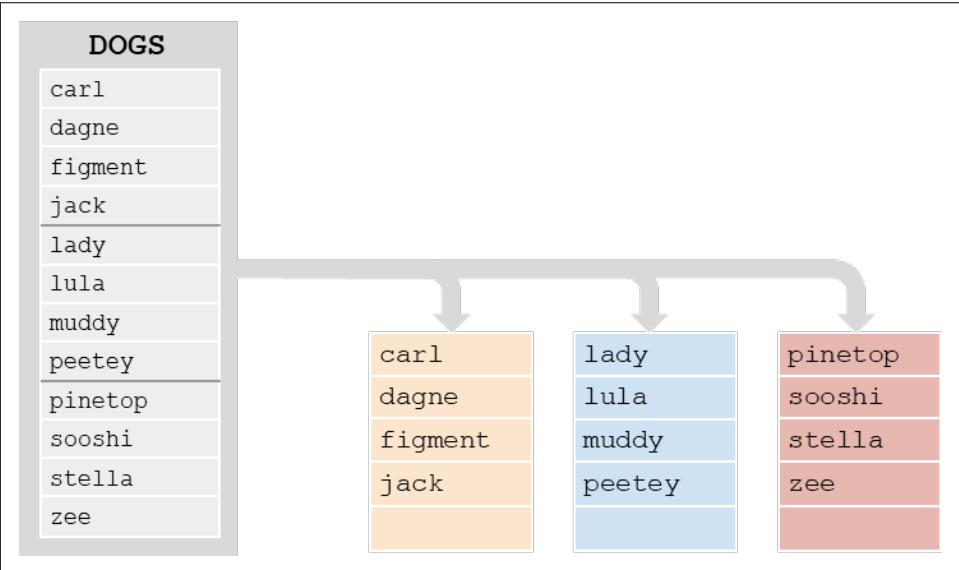 DOGS
carl
dagne
figment
jack
lady
lula
muddy
peetey
pinetop
sooshi
stella
zee
carl
dagne
figment
jack
lady
lula
muddy
peetey
pinetop
sooshi
stella
zee